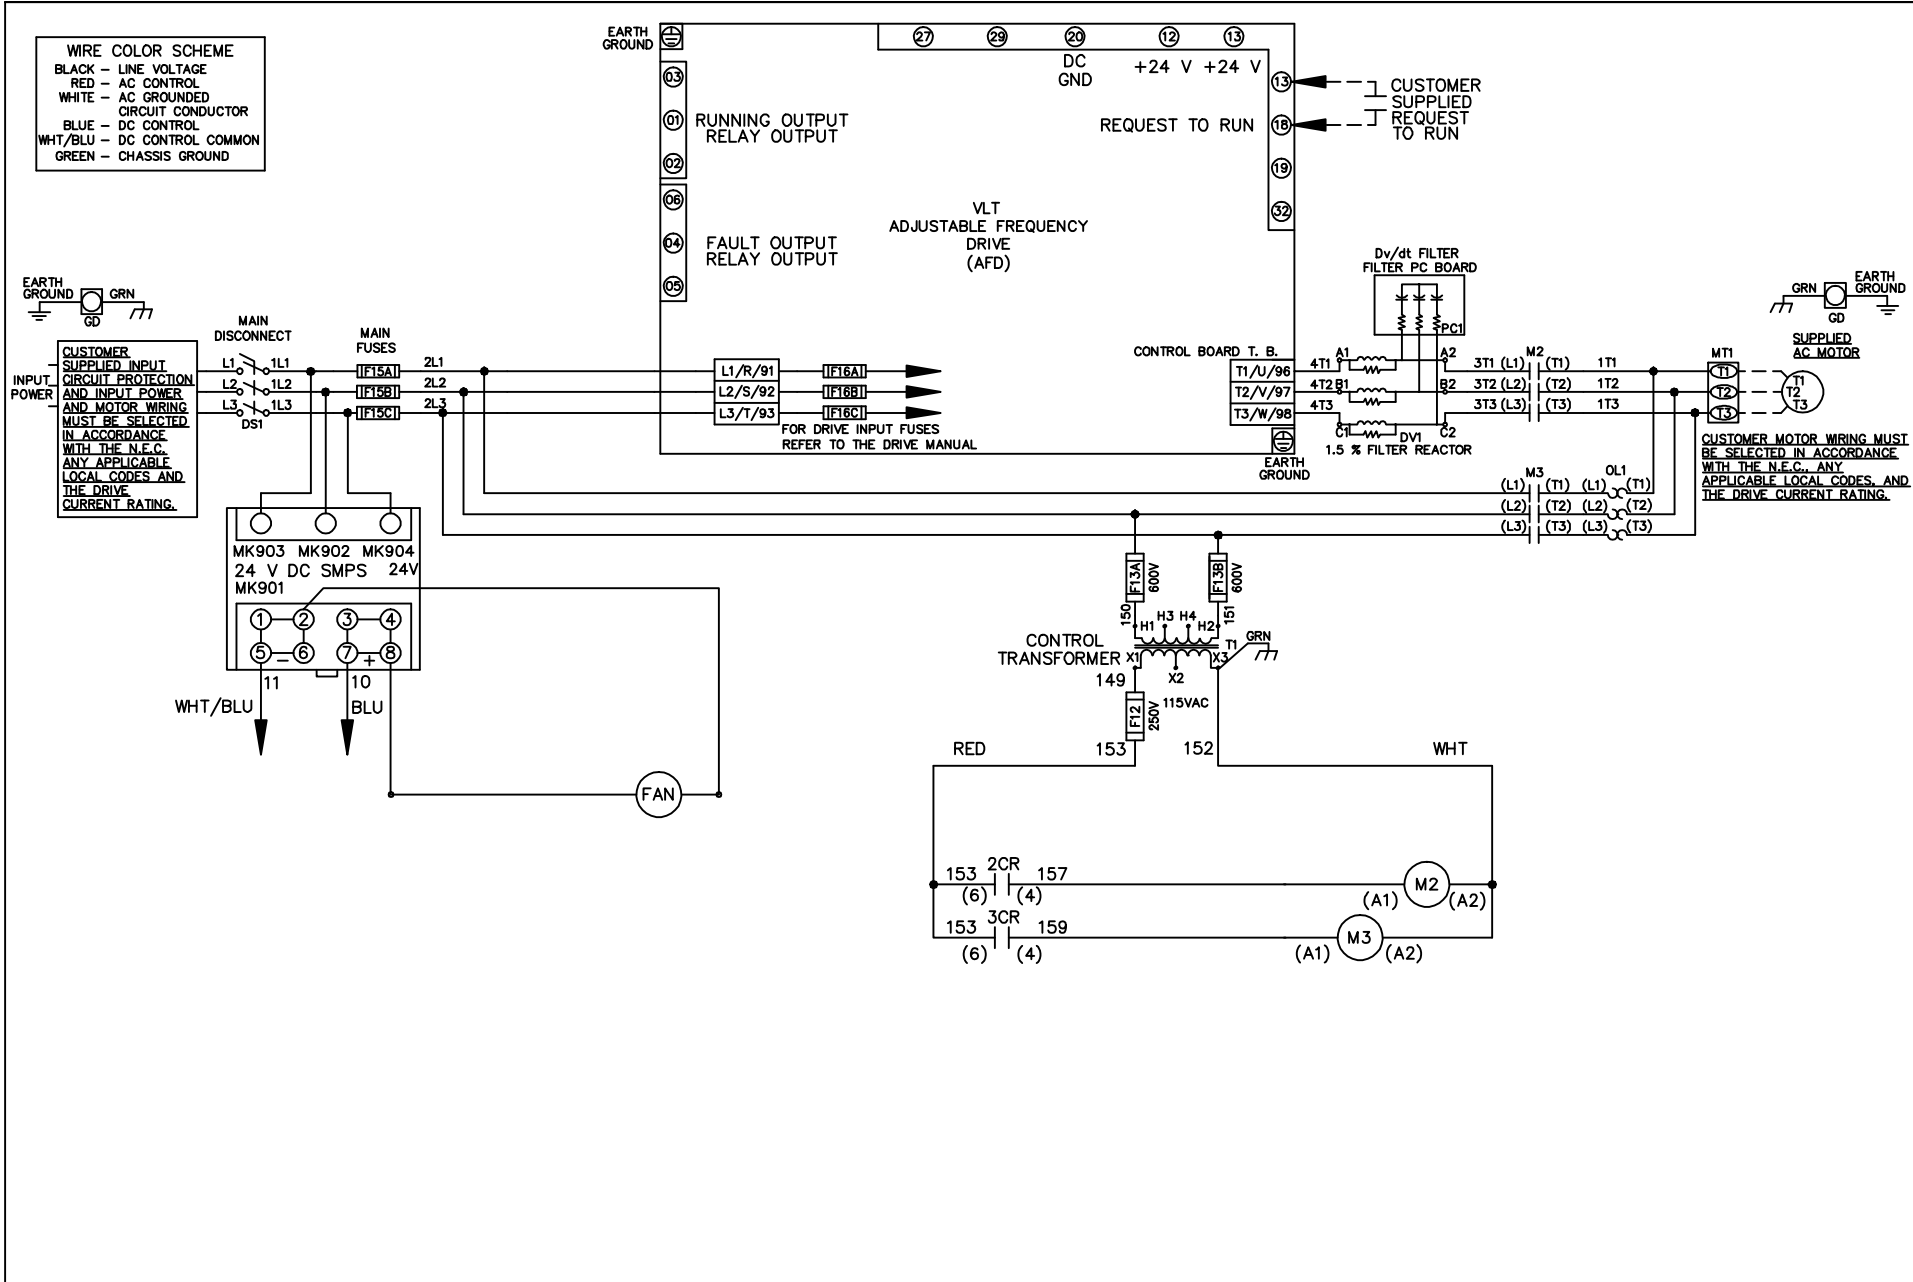 WIRE COLOR SCHEME
BLACK – LINE VOLTAGE
RED – AC CONTROL
WHITE – AC GROUNDED
CIRCUIT CONDUCTOR
BLUE – DC CONTROL
WHT/BLU – DC CONTROL COMMON
GREEN – CHASSIS GROUND
EARTH
GROUND
03
01
02
RUNNING OUTPUT
RELAY OUTPUT
06
04
05
FAULT OUTPUT
RELAY OUTPUT
27
29
20
12
13
DC
GND
+24 V
+24 V
13
REQUEST TO RUN
18
19
32
CUSTOMER
SUPPLIED
REQUEST
TO RUN
VLT
ADJUSTABLE FREQUENCY
DRIVE
(AFD)
EARTH
GROUND
GRN
GD
INPUT
POWER
CUSTOMER
SUPPLIED INPUT
CIRCUIT PROTECTION
AND INPUT POWER
AND MOTOR WIRING
MUST BE SELECTED
IN ACCORDANCE
WITH THE N.E.C.
ANY APPLICABLE
LOCAL CODES AND
THE DRIVE
CURRENT RATING.
MAIN
DISCONNECT
L1 1L1
L2 1L2
L3 1L3
DS1
MAIN
FUSES
F15A 2L1
F15B 2L2
F15C 2L3
L1/R/91 F16A
L2/S/92 F16B
L3/T/93 F16C
FOR DRIVE INPUT FUSES
REFER TO THE DRIVE MANUAL
CONTROL BOARD T. B.
T1/U/96
T2/V/97
T3/W/98
EARTH
GROUND
Dv/dt FILTER
FILTER PC BOARD
PC1
4T1 A1 A2
4T2 B1 B2
4T3 C1 C2
DV1
1.5 % FILTER REACTOR
M2
3T1 (L1) (T1) 1T1
3T2 (L2) (T2) 1T2
3T3 (L3) (T3) 1T3
MT1
T1
T2
T3
GRN
GD
EARTH
GROUND
SUPPLIED
AC MOTOR
T1
T2
T3
CUSTOMER MOTOR WIRING MUST
BE SELECTED IN ACCORDANCE
WITH THE N.E.C., ANY
APPLICABLE LOCAL CODES, AND
THE DRIVE CURRENT RATING.
M3
OL1
(L1) (T1) (L1) (T1)
(L2) (T2) (L2) (T2)
(L3) (T3) (L3) (T3)
MK903 MK902 MK904
24 V DC SMPS 24V
MK901
1 2 3 4
5 – 6 7 + 8
11
10
WHT/BLU
BLU
FAN
F13A
600V
F13B
600V
150
151
H1 H3 H4 H2
CONTROL
TRANSFORMER
T1
GRN
X1
X2
X3
149
115VAC
F12
250V
RED
153
152
WHT
153 2CR 157
(6) (4)
(A1) M2 (A2)
153 3CR 159
(6) (4)
(A1) M3 (A2)